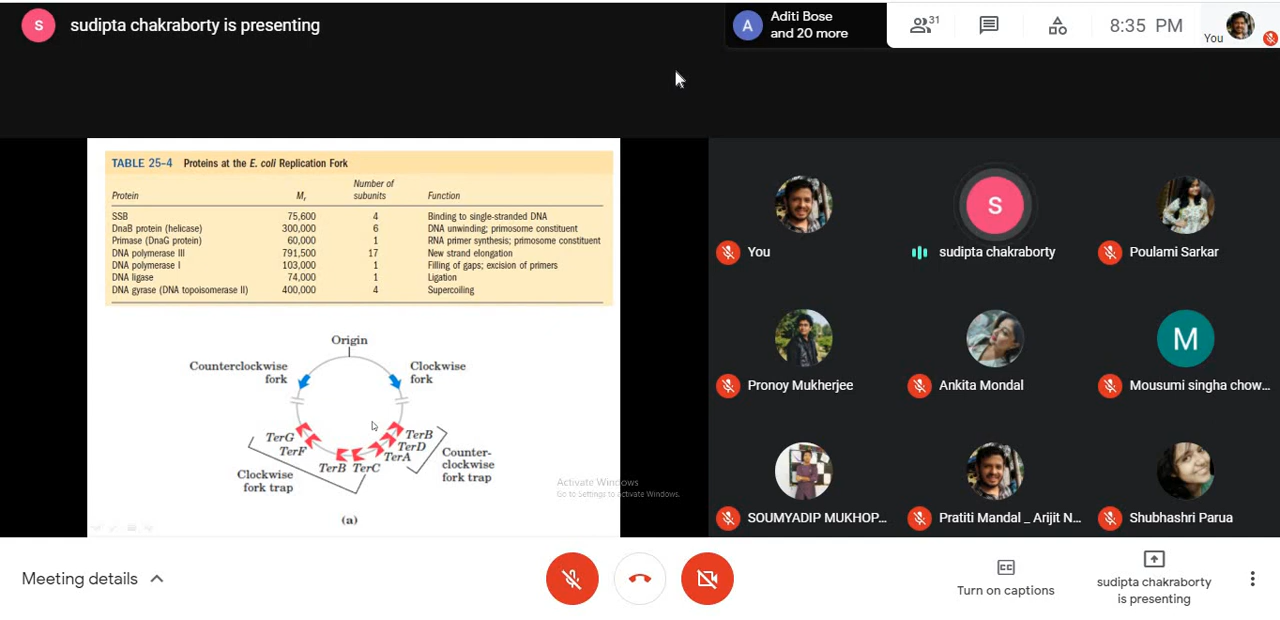 S sudipta chakraborty is presenting
A Aditi Bose
and 20 more
31
8:35 PM
You
TABLE 25–4 Proteins at the E. coli Replication Fork
Protein Mr Number of subunits Function
SSB 75,600 4 Binding to single-stranded DNA
DnaB protein (helicase) 300,000 6 DNA unwinding; primosome constituent
Primase (DnaG protein) 60,000 1 RNA primer synthesis; primosome constituent
DNA polymerase III 791,500 17 New strand elongation
DNA polymerase I 103,000 1 Filling of gaps; excision of primers
DNA ligase 74,000 1 Ligation
DNA gyrase (DNA topoisomerase II) 400,000 4 Supercoiling
Origin
Counterclockwise
fork
Clockwise
fork
TerG
TerF
TerB
TerC
TerA
TerD
TerB
Clockwise
fork trap
Counter-
clockwise
fork trap
(a)
Activate Windows
Go to Settings to activate Windows.
You
S
sudipta chakraborty
Poulami Sarkar
Pronoy Mukherjee
Ankita Mondal
M
Mousumi singha chow...
SOUMYADIP MUKHOP...
Pratiti Mandal _ Arijit N...
Shubhashri Parua
Meeting details
CC
Turn on captions
sudipta chakraborty
is presenting